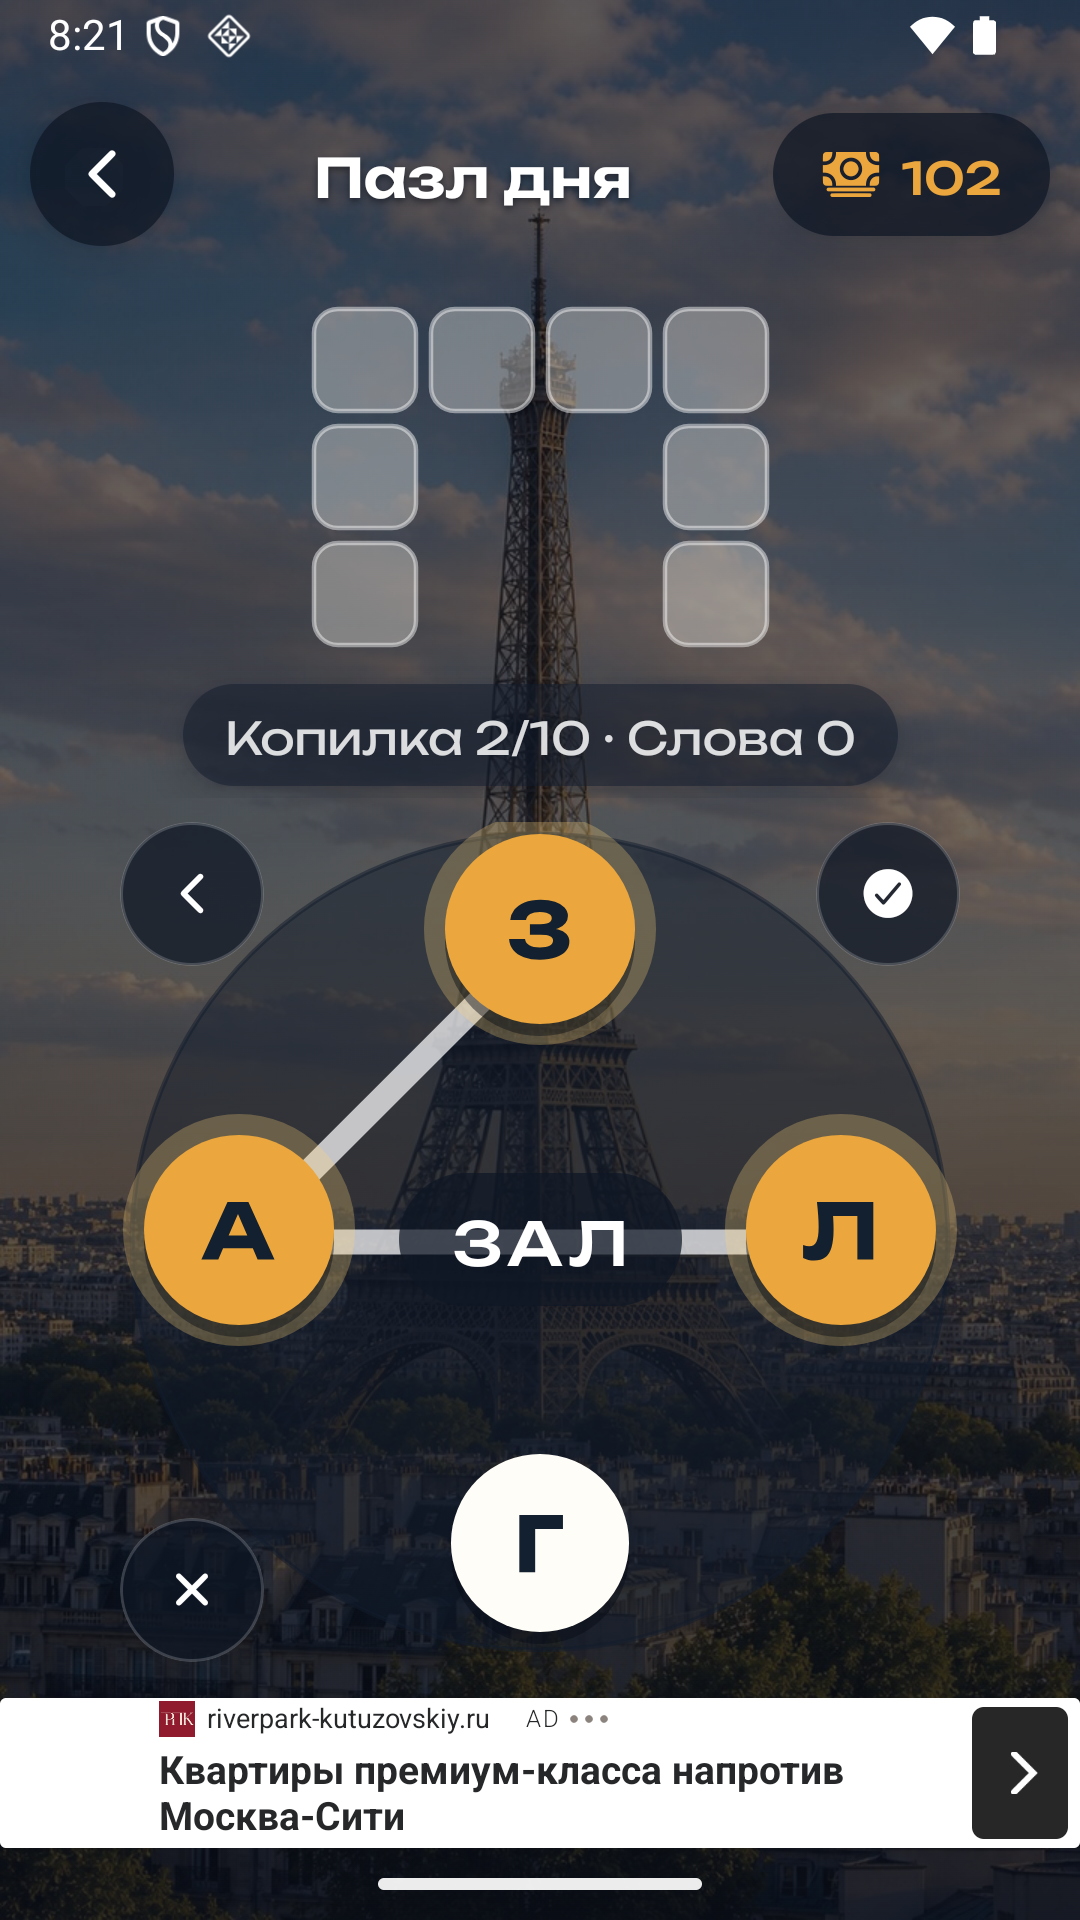 8:21
Пазл дня
102
Копилка 2/10 · Слова 0
З
А
ЗАЛ
Л
Г
riverpark-kutuzovskiy.ru AD
Квартиры премиум-класса напротив
Москва-Сити